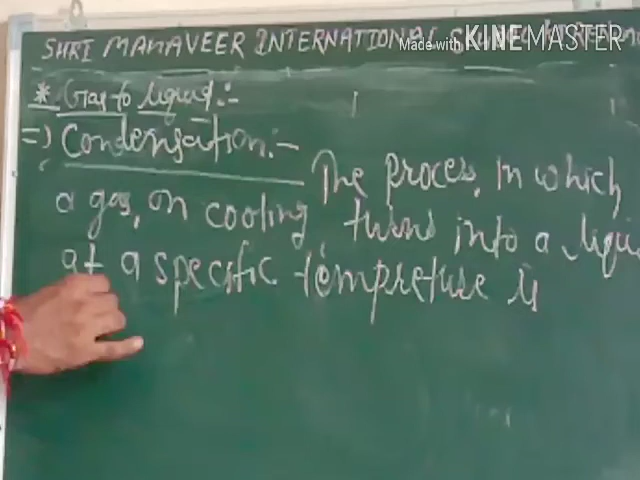 SHRI MAHAVEER INTERNATIONAL
Made with KINEMASTER
* Gas to liquid :-
=> Condensation :-
The process, in which
a gas, on cooling turns into a liquid
at a specific tempreture is